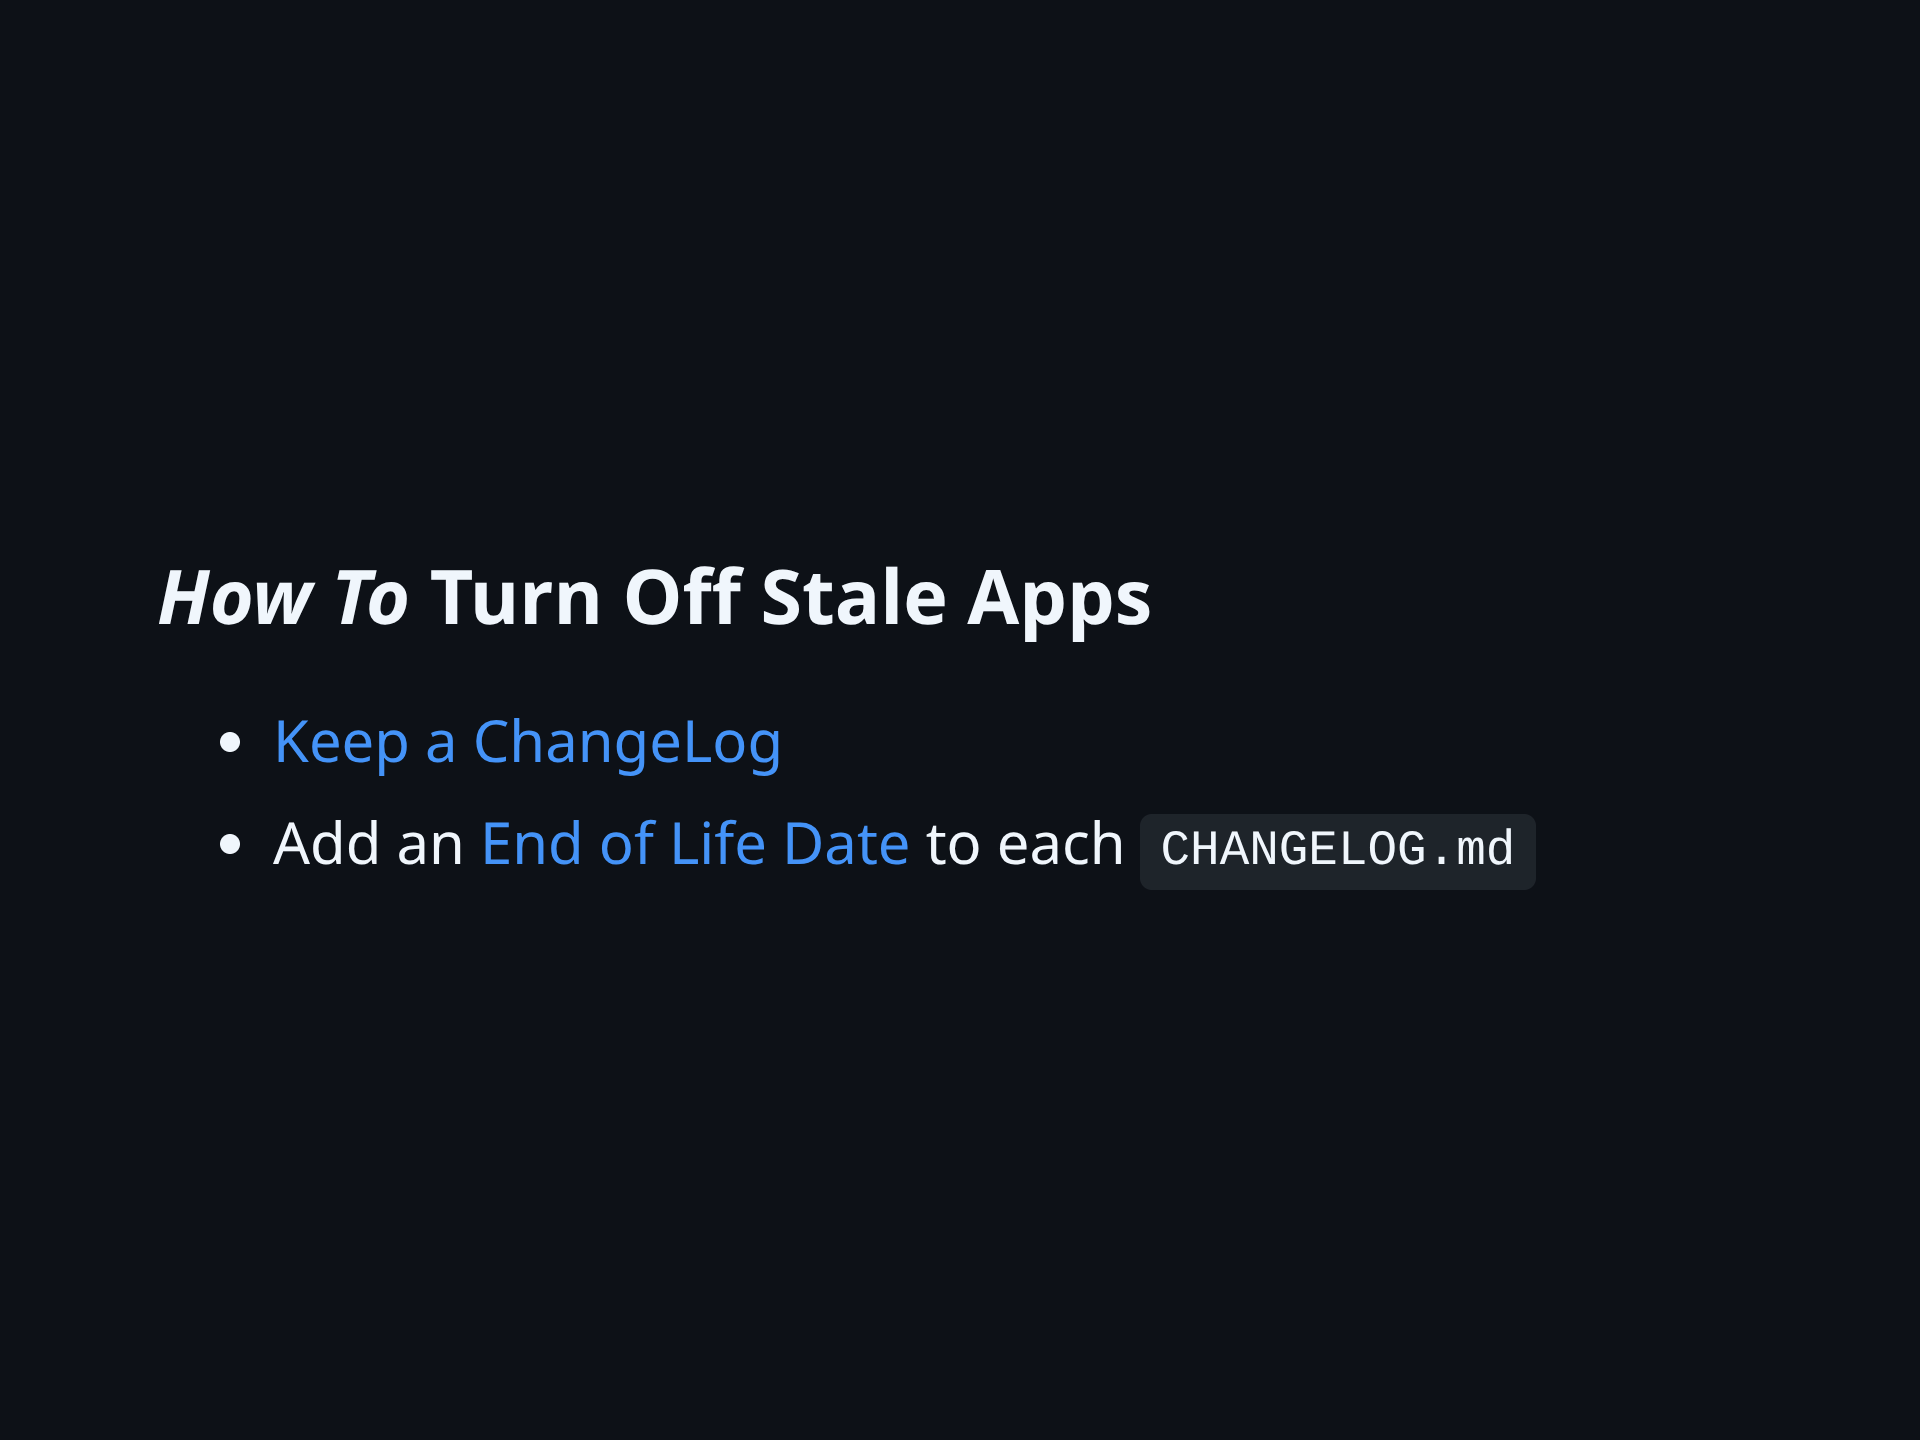 How To Turn Off Stale Apps
Keep a ChangeLog
Add an End of Life Date to each CHANGELOG.md